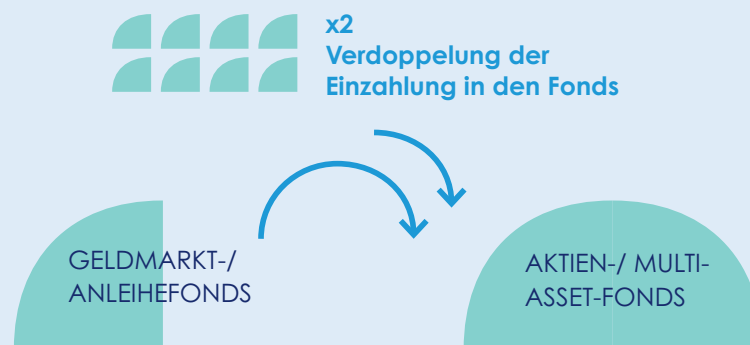 x2
Verdoppelung der
Einzahlung in den Fonds
GELDMARKT-/
ANLEIHEFONDS
AKTIEN-/ MULTI-
ASSET-FONDS